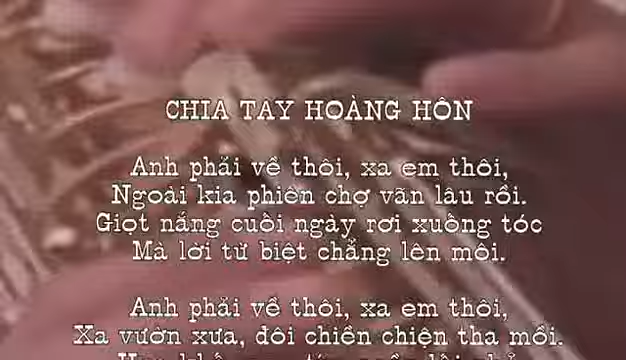 CHIA TAY HOÀNG HÔN
Anh phải về thôi, xa em thôi,
Ngoài kia phiên chợ vãn lâu rồi.
Giọt nắng cuối ngày rơi xuống tóc
Mà lời từ biệt chẳng lên môi.
Anh phải về thôi, xa em thôi,
Xa vườn xưa, đôi chiền chiện tha mồi.